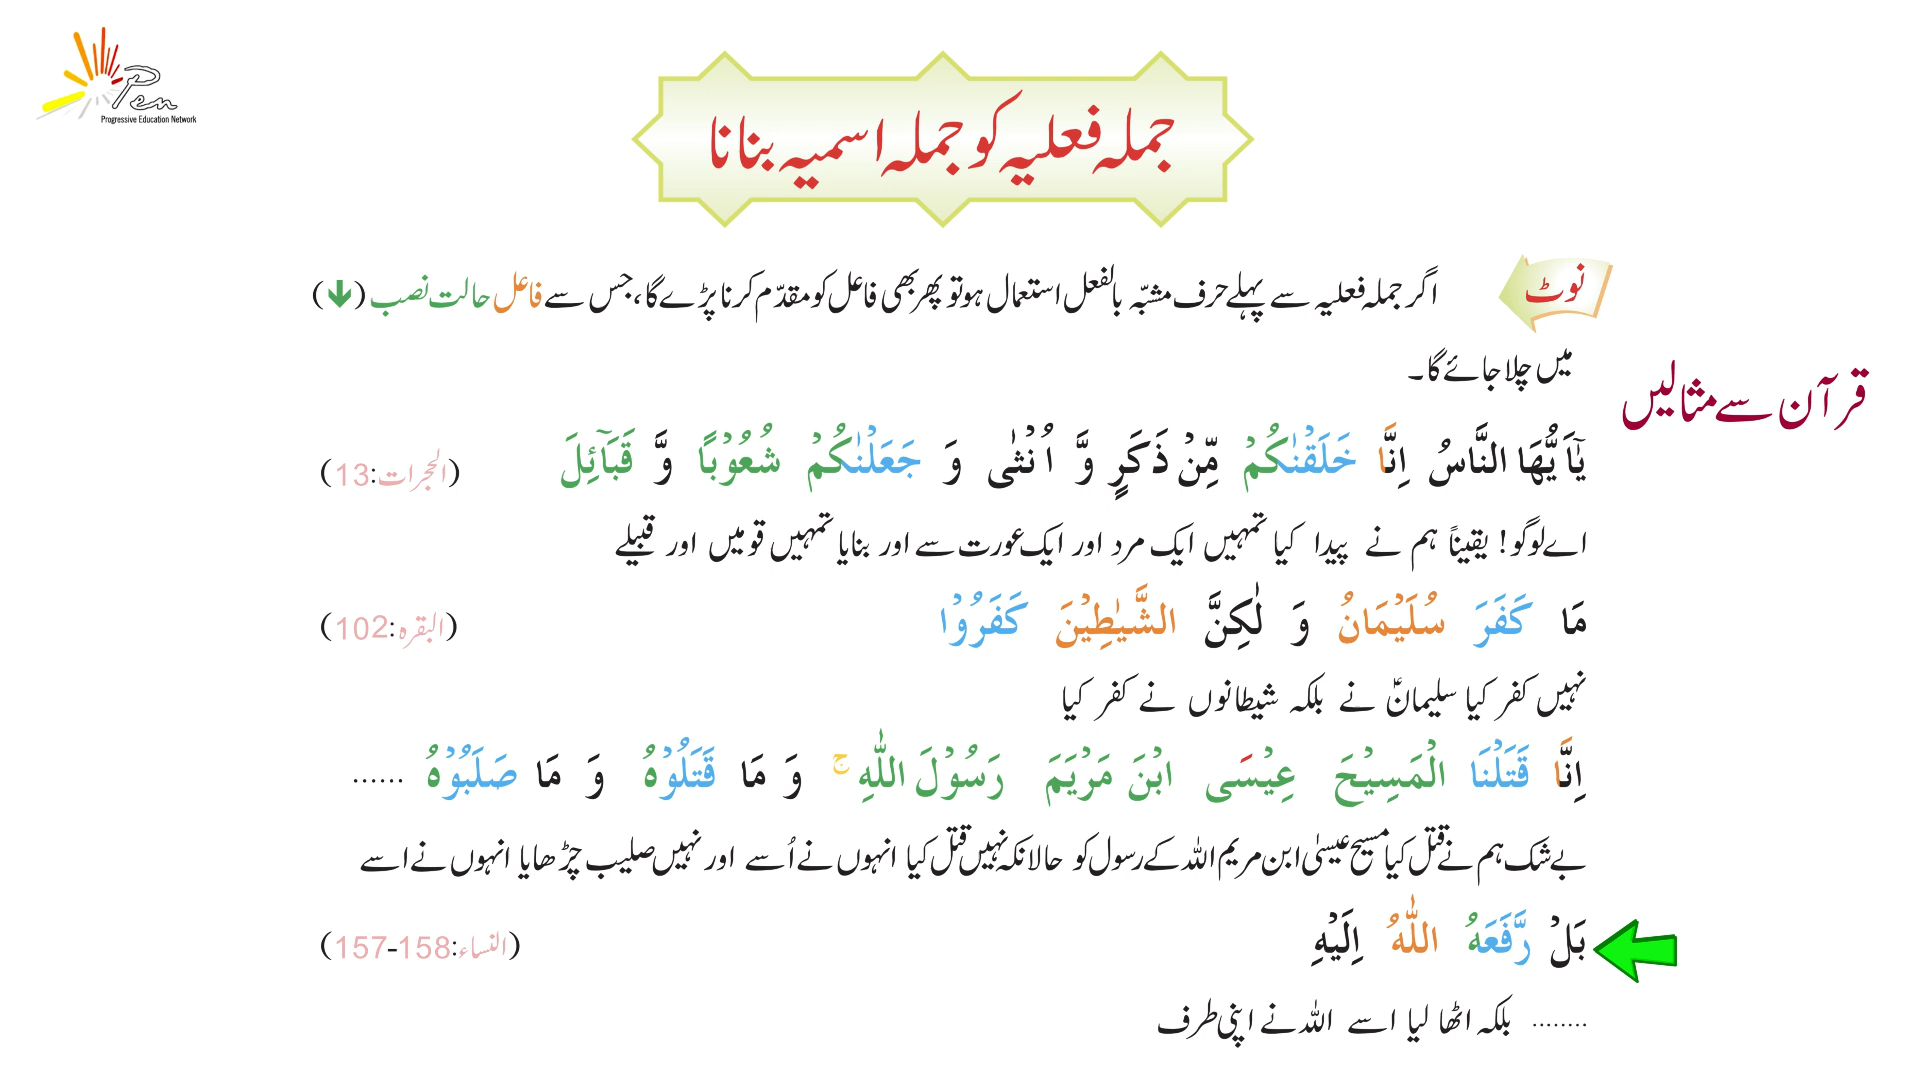 Pen
Progressive Education Network
جملہ فعلیہ کو جملہ اسمیہ بنانا
نوٹ
اگر جملہ فعلیہ سے پہلے حرف مشبّہ بالفعل استعمال ہو تو پھر بھی فاعل کو مقدّم کرنا پڑے گا، جس سے فاعل حالت نصب (↓)
میں چلا جائے گا۔
قرآن سے مثالیں
يٰٓاَيُّهَا النَّاسُ اِنَّا خَلَقْنٰكُمْ مِّنْ ذَكَرٍ وَّ اُنْثٰى وَ جَعَلْنٰكُمْ شُعُوْبًا وَّ قَبَآئِلَ (الحجرات:13)
اے لوگو! یقیناً ہم نے پیدا کیا تمہیں ایک مرد اور ایک عورت سے اور بنایا تمہیں قومیں اور قبیلے
مَا كَفَرَ سُلَيْمَانُ وَ لٰكِنَّ الشَّيٰطِيْنَ كَفَرُوْا (البقرہ:102)
نہیں کفر کیا سلیمانؑ نے بلکہ شیطانوں نے کفر کیا
اِنَّا قَتَلْنَا الْمَسِيْحَ عِيْسَى ابْنَ مَرْيَمَ رَسُوْلَ اللّٰهِ ۚ وَ مَا قَتَلُوْهُ وَ مَا صَلَبُوْهُ ......
بے شک ہم نے قتل کیا مسیح عیسیٰ ابن مریم اللہ کے رسول کو حالانکہ نہیں قتل کیا انہوں نے اُسے اور نہیں صلیب چڑھایا انہوں نے اسے
بَلْ رَّفَعَهُ اللّٰهُ اِلَيْهِ (النساء:158-157)
........ بلکہ اٹھا لیا اسے اللہ نے اپنی طرف